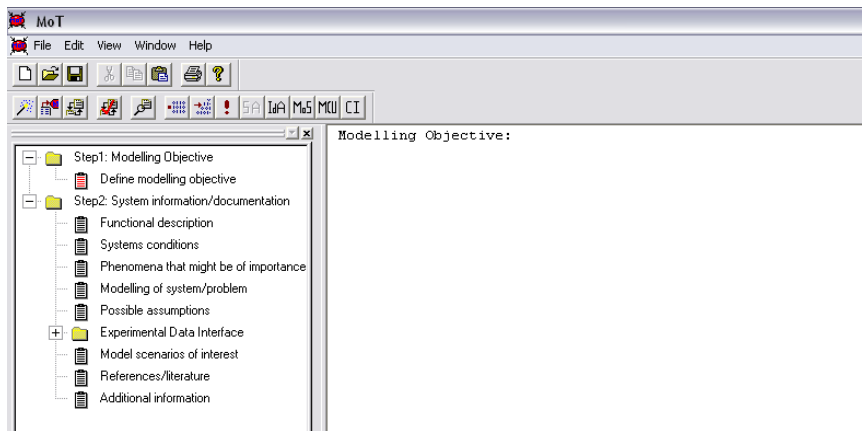 MoT
File Edit View Window Help
SA IdA MoS MCU CI
Modelling Objective:
Step1: Modelling Objective
Define modelling objective
Step2: System information/documentation
Functional description
Systems conditions
Phenomena that might be of importance
Modelling of system/problem
Possible assumptions
Experimental Data Interface
Model scenarios of interest
References/literature
Additional information